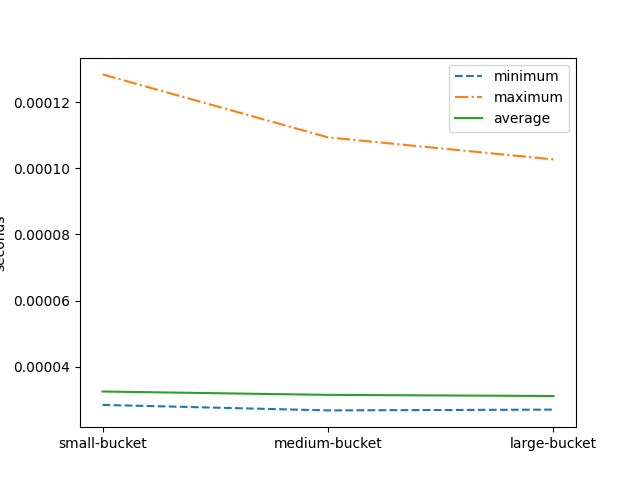 minimum
maximum
average
0.00012
0.00010
0.00008
0.00006
0.00004
seconds
small-bucket medium-bucket large-bucket